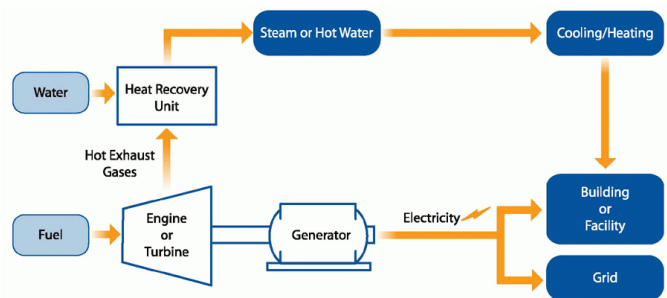 Steam or Hot Water
Cooling/Heating
Water
Heat Recovery
Unit
Hot Exhaust
Gases
Building
or
Facility
Fuel
Engine
or
Turbine
Generator
Electricity
Grid